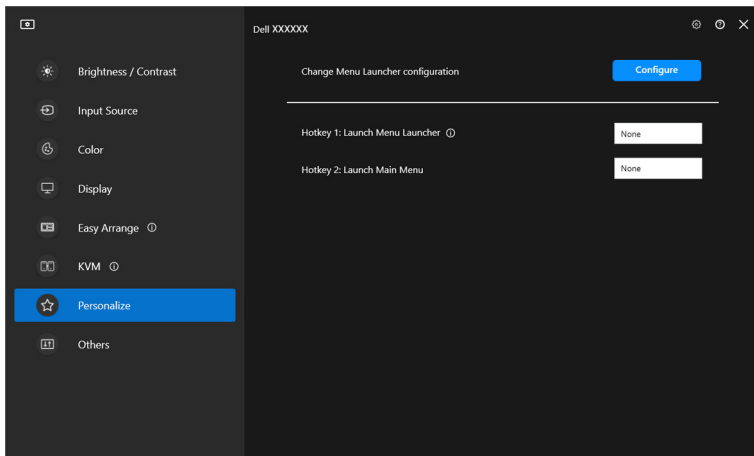 Dell XXXXXX
Brightness / Contrast
Input Source
Color
Display
Easy Arrange
KVM
Personalize
Others
Change Menu Launcher configuration
Configure
Hotkey 1: Launch Menu Launcher
None
Hotkey 2: Launch Main Menu
None